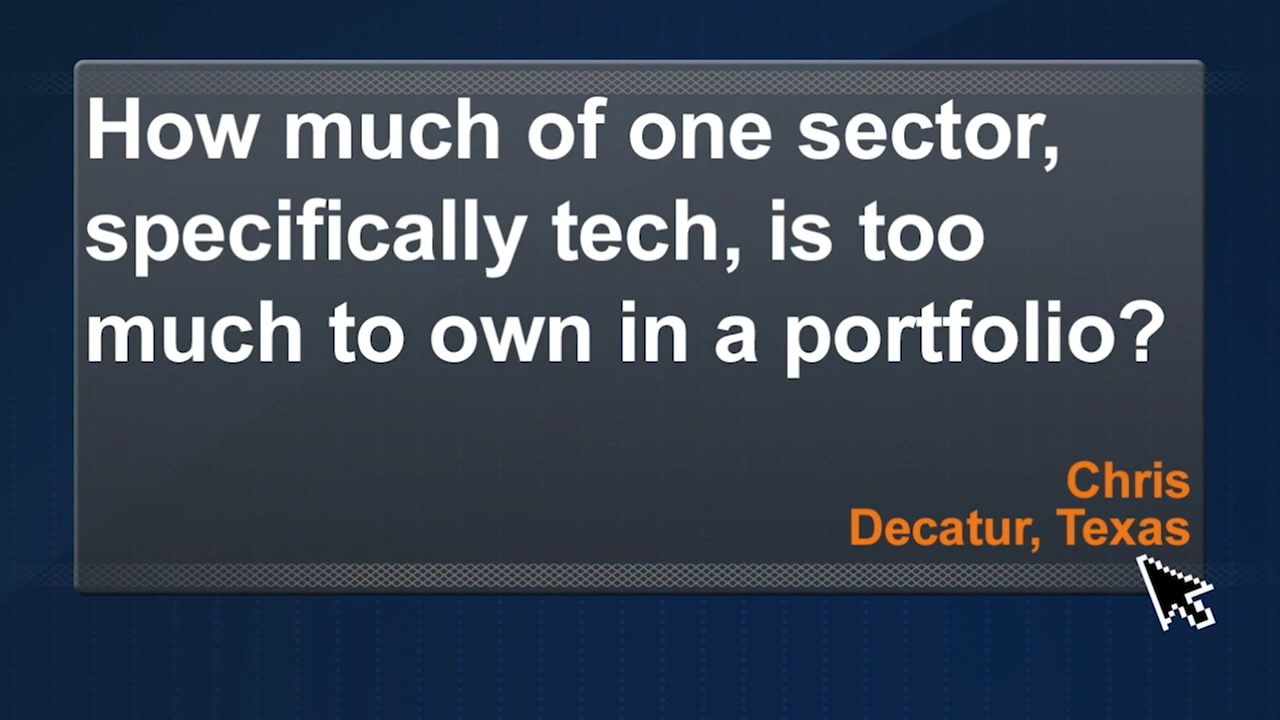 How much of one sector,
specifically tech, is too
much to own in a portfolio?
Chris
Decatur, Texas